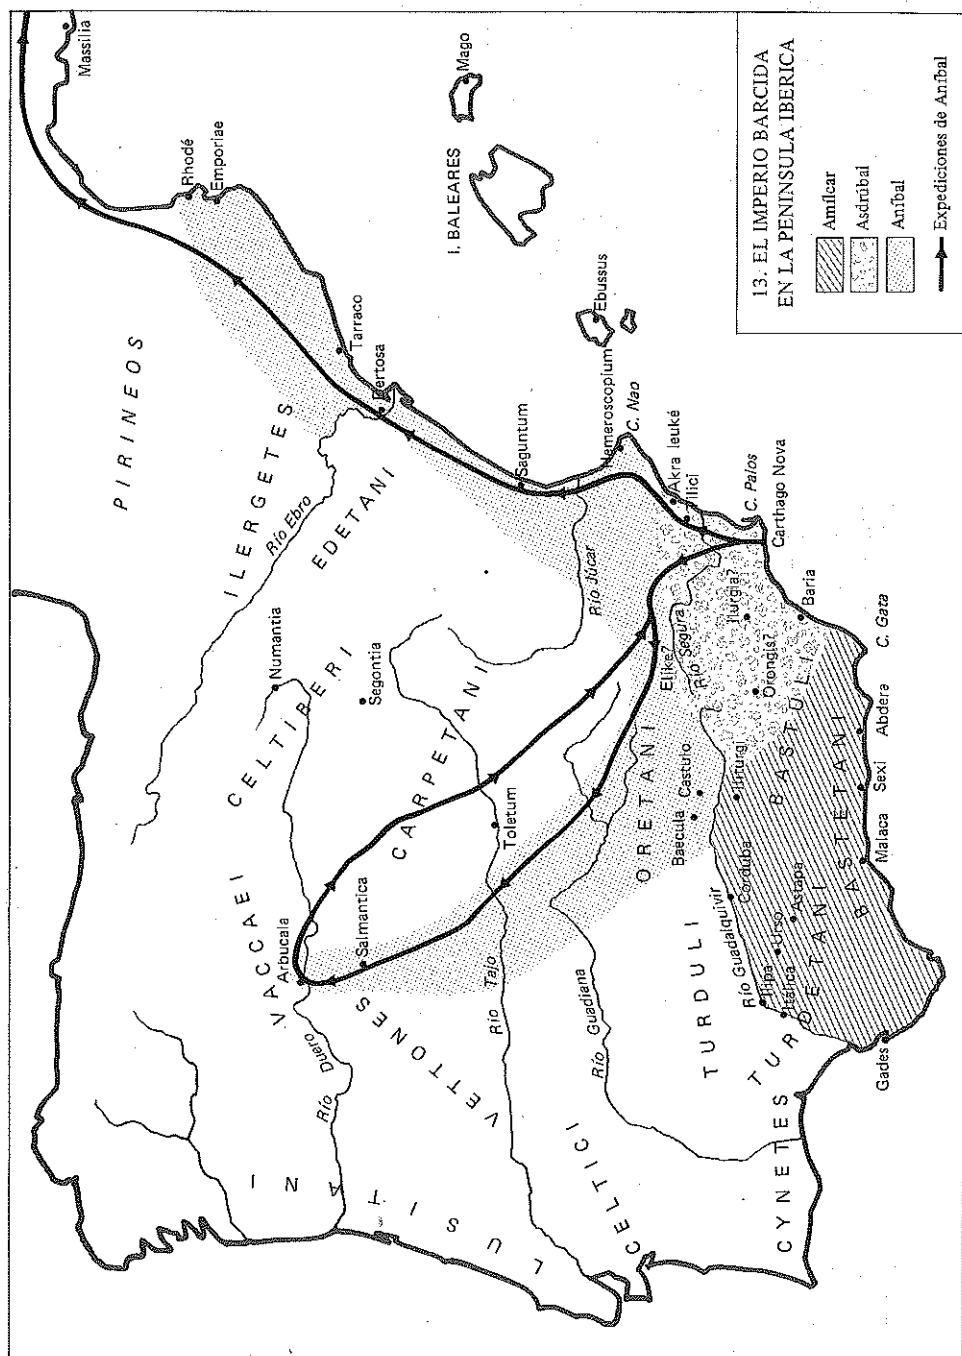 13. EL IMPERIO BARCIDA
EN LA PENINSULA IBERICA
Amílcar
Asdrúbal
Aníbal
Expediciones de Aníbal
PIRINEOS
Massilia
Rhodé
Emporiae
I. BALEARES
Mago
Ebussus
ILERGETES
Río Ebro
EDETANI
Tarraco
Dertosa
Numantia
CELTIBERI
Segontia
VACCAEI
Arbucala
Río Duero
Salmantica
VETTONES
CARPETANI
LUSITANI
Río Tajo
Toletum
Saguntum
Río Júcar
Hemeroscopium
C. Nao
Akra leuké
Ilici
C. Palos
Carthago Nova
Elike?
Río Segura
Ilurgia?
Orongis?
Baria
C. Gata
ORETANI
Castulo
Baecula
Iliturgi
BASTULI
Río Guadiana
CELTICI
TURDULI
Río Guadalquivir
Corduba
Ilipa
Italica
Urso
Astapa
TURDETANI
BASTETANI
CYNETES
Gades
Malaca
Sexi
Abdera